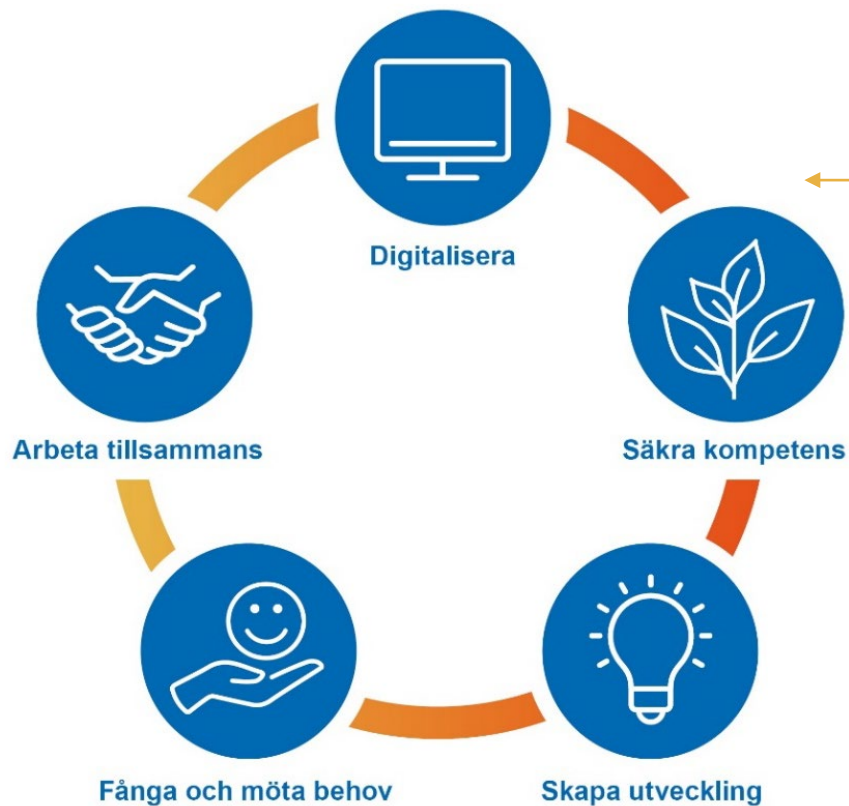 Digitalisera
Arbeta tillsammans
Säkra kompetens
Fånga och möta behov
Skapa utveckling